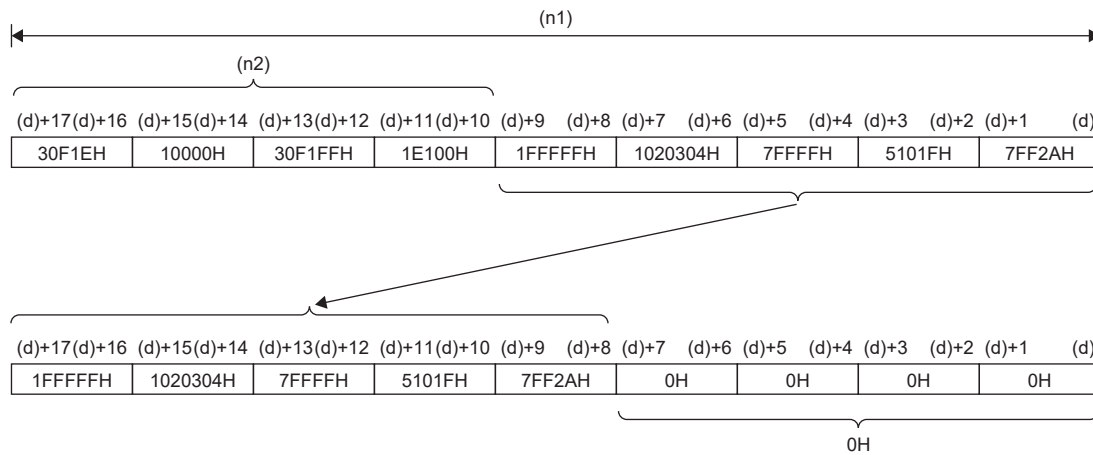 (n1)
(n2)
(d)+17(d)+16 (d)+15(d)+14 (d)+13(d)+12 (d)+11(d)+10 (d)+9 (d)+8 (d)+7 (d)+6 (d)+5 (d)+4 (d)+3 (d)+2 (d)+1 (d)
30F1EH 10000H 30F1FFH 1E100H 1FFFFFH 1020304H 7FFFFH 5101FH 7FF2AH
(d)+17(d)+16 (d)+15(d)+14 (d)+13(d)+12 (d)+11(d)+10 (d)+9 (d)+8 (d)+7 (d)+6 (d)+5 (d)+4 (d)+3 (d)+2 (d)+1 (d)
1FFFFFH 1020304H 7FFFFH 5101FH 7FF2AH 0H 0H 0H 0H
0H